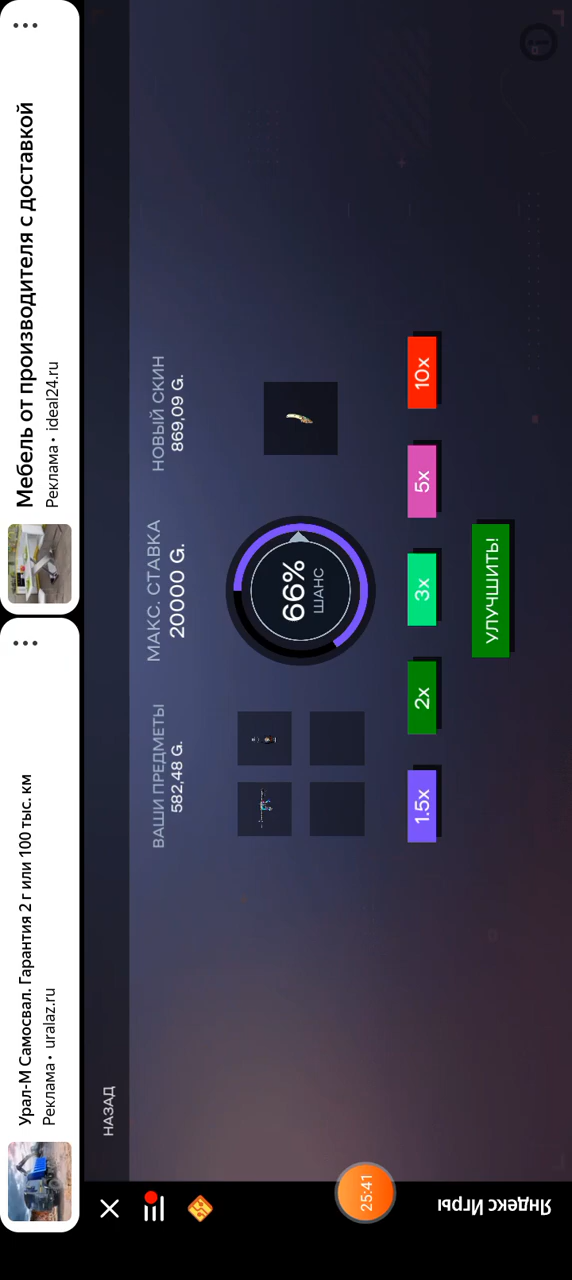 Урал-М Самосвал. Гарантия 2 г или 100 тыс. км
Реклама • uralaz.ru
Мебель от производителя с доставкой
Реклама • ideal24.ru
НАЗАД
ВАШИ ПРЕДМЕТЫ
582,48 G.
МАКС. СТАВКА
20000 G.
НОВЫЙ СКИН
869,09 G.
66%
ШАНС
1.5x
2x
3x
5x
10x
УЛУЧШИТЬ!
25:41
Яндекс Игры